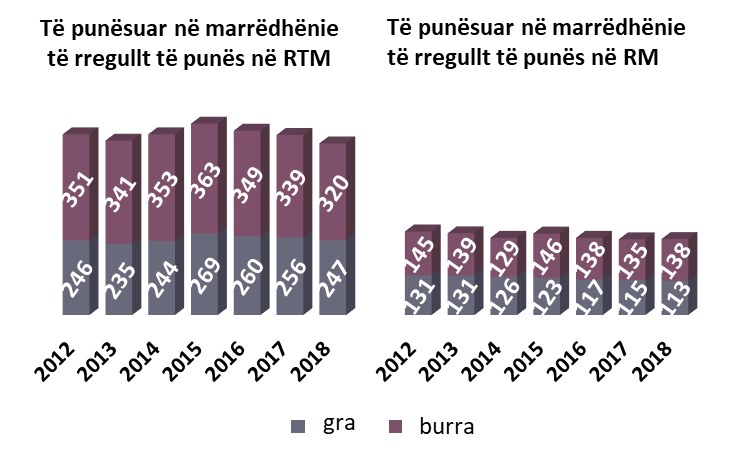 Të punësuar në marrëdhënie
të rregullt të punës në RTM
351 341 353 363 349 339 320
246 235 244 269 260 256 247
2012 2013 2014 2015 2016 2017 2018
Të punësuar në marrëdhënie
të rregullt të punës në RM
145 139 129 146 138 135 138
131 131 126 123 117 115 113
2012 2013 2014 2015 2016 2017 2018
gra burra